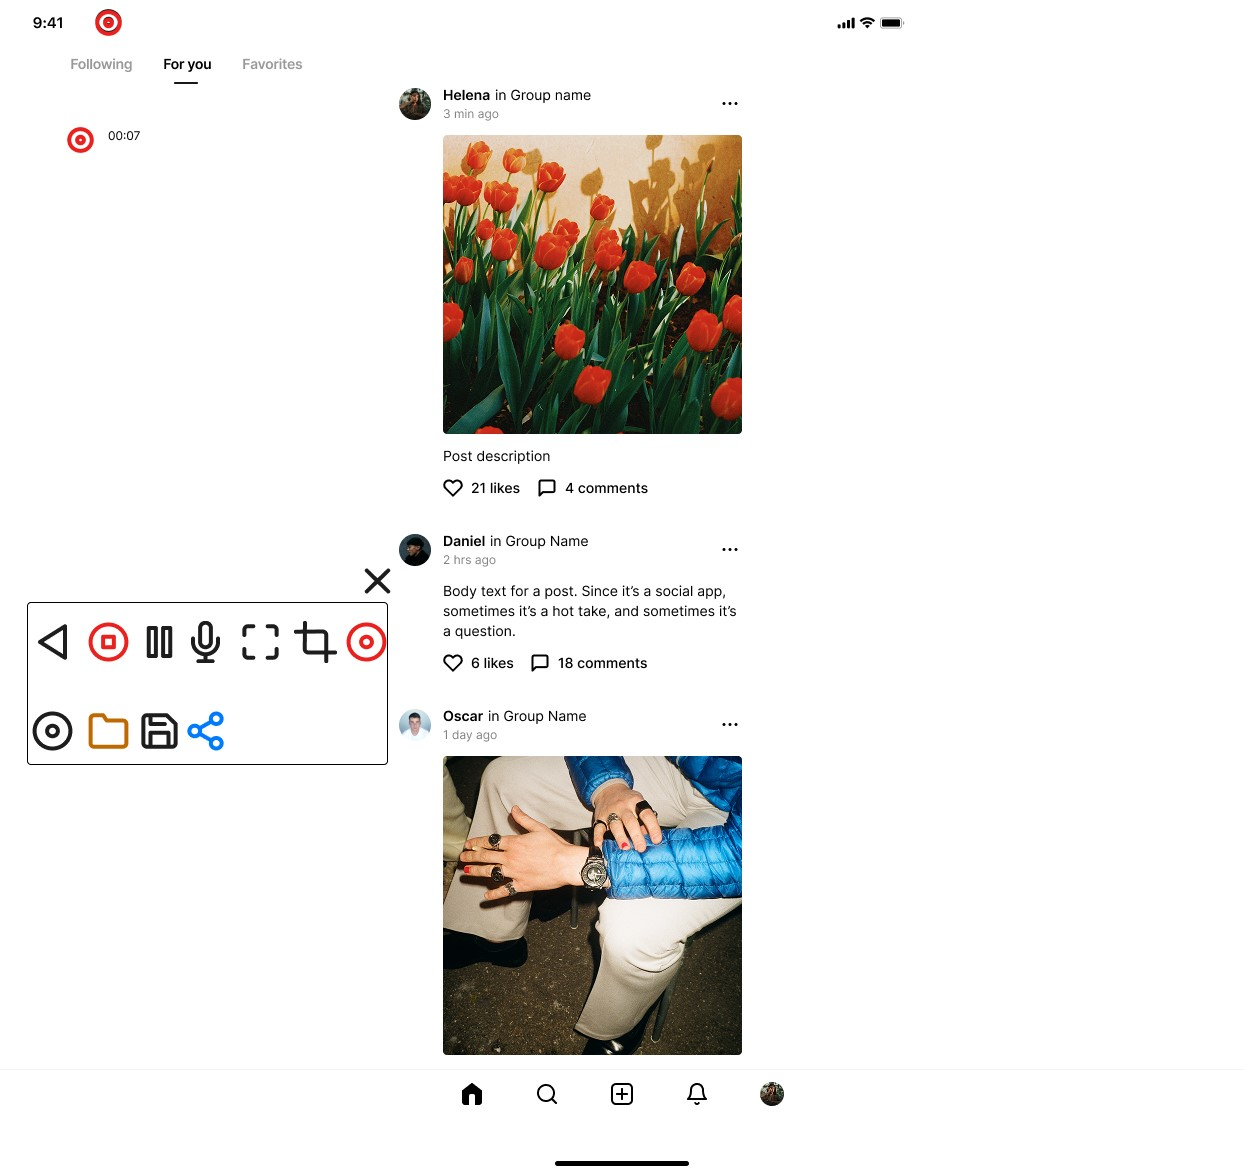 9:41
Following For you Favorites
00:07
Helena in Group name
3 min ago
Post description
21 likes 4 comments
Daniel in Group Name
2 hrs ago
Body text for a post. Since it’s a social app,
sometimes it’s a hot take, and sometimes it’s
a question.
6 likes 18 comments
Oscar in Group Name
1 day ago